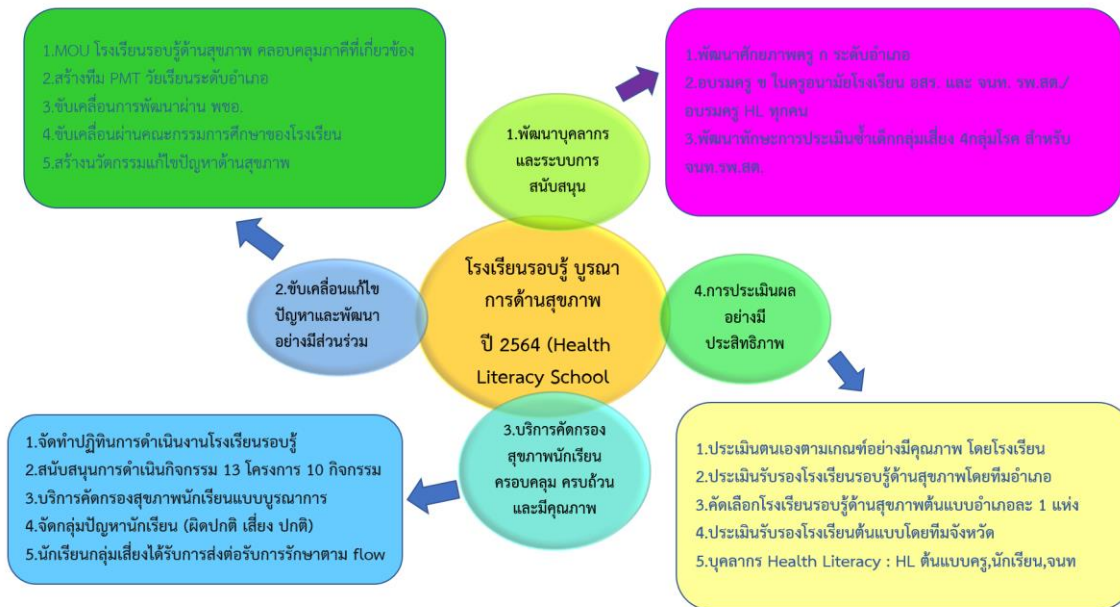 1.MOU โรงเรียนรอบรู้ด้านสุขภาพ คลอบคลุมภาคีที่เกี่ยวข้อง
2.สร้างทีม PMT วัยเรียนระดับอำเภอ
3.ขับเคลื่อนการพัฒนาผ่าน พชอ.
4.ขับเคลื่อนผ่านคณะกรรมการศึกษาของโรงเรียน
5.สร้างนวัตกรรมแก้ไขปัญหาด้านสุขภาพ
1.พัฒนาบุคลากร
และระบบการ
สนับสนุน
1.พัฒนาศักยภาพครู ก ระดับอำเภอ
2.อบรมครู ข ในครูอนามัยโรงเรียน อสร. และ จนท. รพ.สต./
อบรมครู HL ทุกคน
3.พัฒนาทักษะการประเมินซ้ำเด็กกลุ่มเสี่ยง 4กลุ่มโรค สำหรับ
จนท.รพ.สต.
2.ขับเคลื่อนแก้ไข
ปัญหาและพัฒนา
อย่างมีส่วนร่วม
โรงเรียนรอบรู้ บูรณา
การด้านสุขภาพ
ปี 2564 (Health
Literacy School
4.การประเมินผล
อย่างมี
ประสิทธิภาพ
1.จัดทำปฏิทินการดำเนินงานโรงเรียนรอบรู้
2.สนับสนุนการดำเนินกิจกรรม 13 โครงการ 10 กิจกรรม
3.บริการคัดกรองสุขภาพนักเรียนแบบบูรณาการ
4.จัดกลุ่มปัญหานักเรียน (ผิดปกติ เสี่ยง ปกติ)
5.นักเรียนกลุ่มเสี่ยงได้รับการส่งต่อรับการรักษาตาม flow
3.บริการคัดกรอง
สุขภาพนักเรียน
ครอบคลุม ครบถ้วน
และมีคุณภาพ
1.ประเมินตนเองตามเกณฑ์อย่างมีคุณภาพ โดยโรงเรียน
2.ประเมินรับรองโรงเรียนรอบรู้ด้านสุขภาพโดยทีมอำเภอ
3.คัดเลือกโรงเรียนรอบรู้ด้านสุขภาพต้นแบบอำเภอละ 1 แห่ง
4.ประเมินรับรองโรงเรียนต้นแบบโดยทีมจังหวัด
5.บุคลากร Health Literacy : HL ต้นแบบครู,นักเรียน,จนท